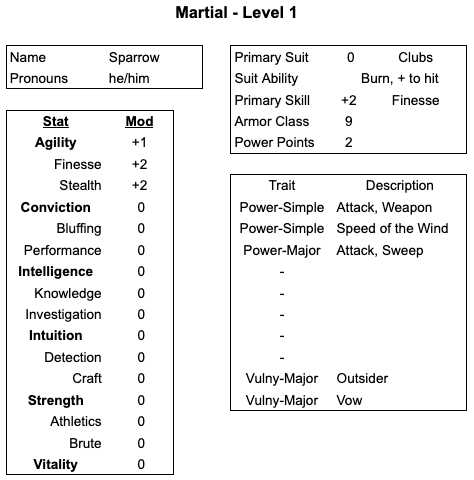 Martial - Level 1
Name Sparrow
Pronouns he/him
Stat Mod
Agility +1
Finesse +2
Stealth +2
Conviction 0
Bluffing 0
Performance 0
Intelligence 0
Knowledge 0
Investigation 0
Intuition 0
Detection 0
Craft 0
Strength 0
Athletics 0
Brute 0
Vitality 0
Primary Suit 0 Clubs
Suit Ability Burn, + to hit
Primary Skill +2 Finesse
Armor Class 9
Power Points 2
Trait Description
Power-Simple Attack, Weapon
Power-Simple Speed of the Wind
Power-Major Attack, Sweep
-
-
-
-
-
Vulny-Major Outsider
Vulny-Major Vow